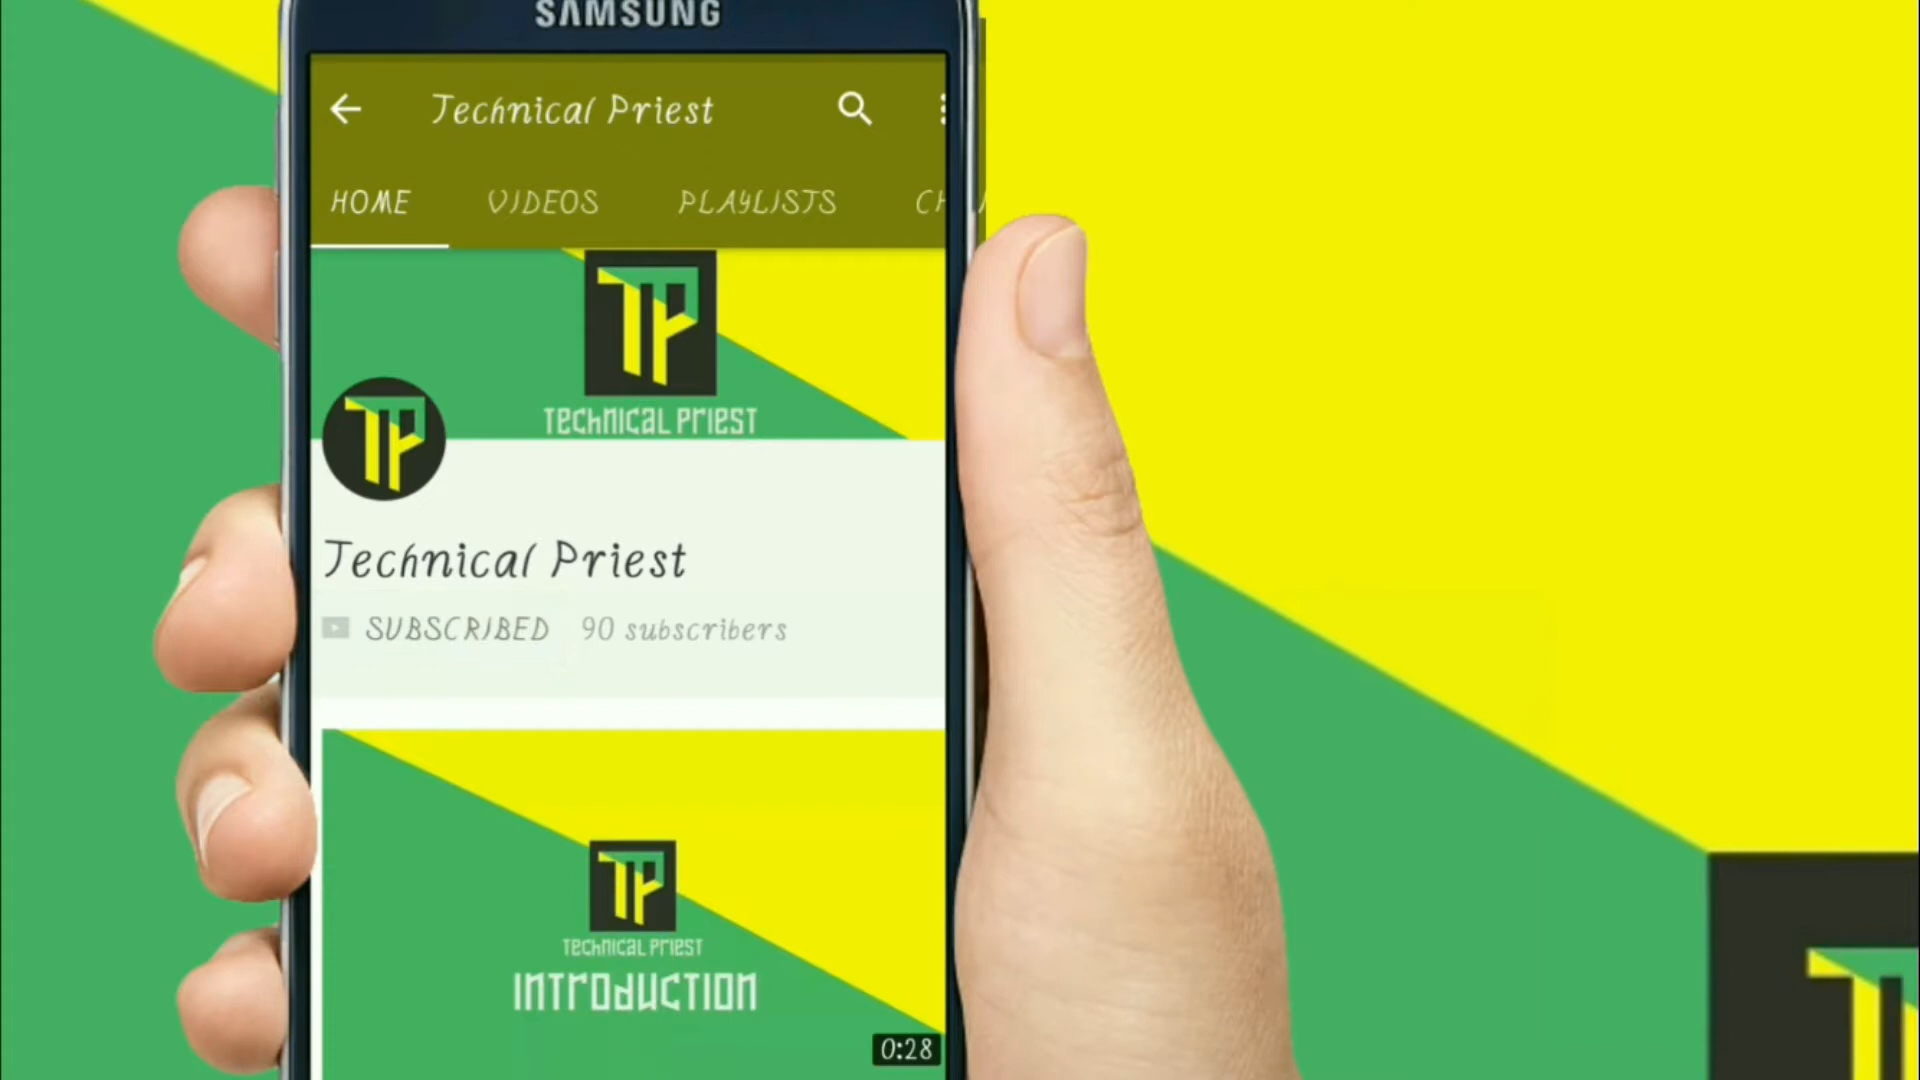 SAMSUNG
Technical Priest
HOME VIDEOS PLAYLISTS
TP
TECHNICAL PRIEST
TP
Technical Priest
SUBSCRIBED 90 subscribers
TP
TECHNICAL PRIEST
INTRODUCTION
0:28